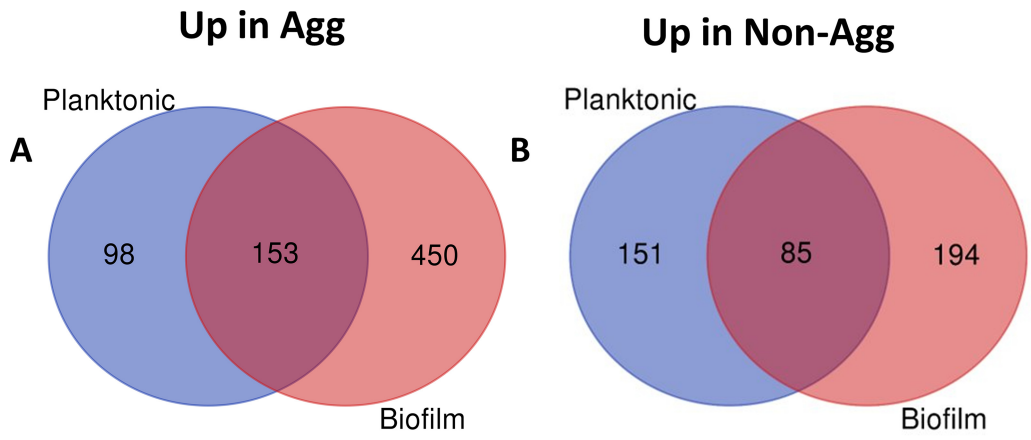 Up in Agg
Up in Non-Agg
A
Planktonic
98
153
450
Biofilm
B
Planktonic
151
85
194
Biofilm